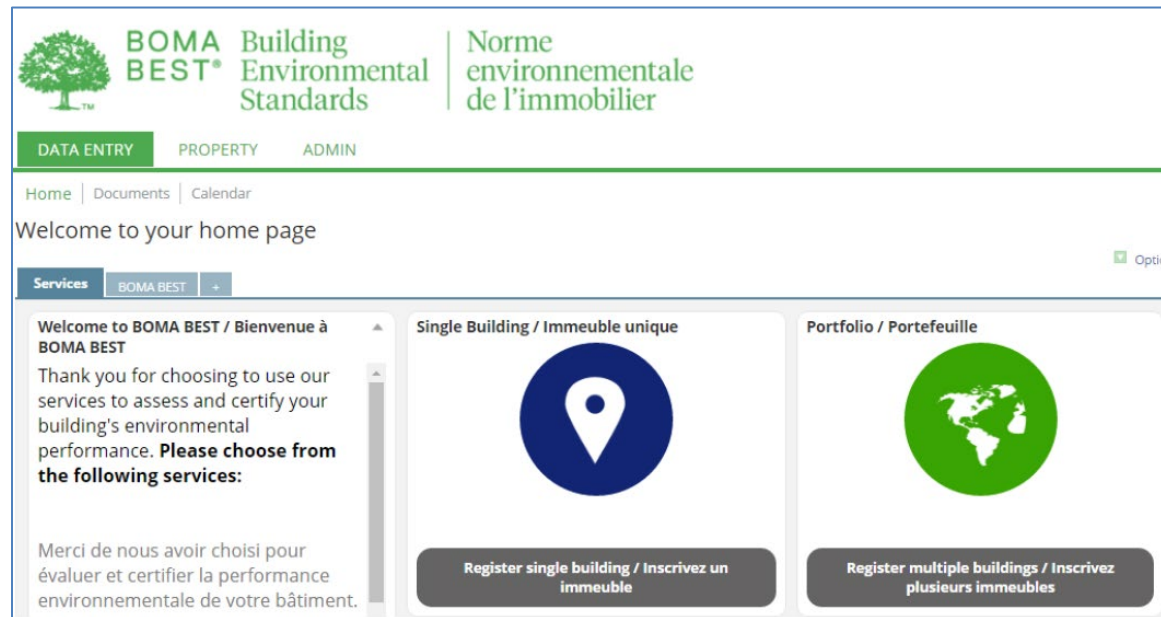 BOMA BEST®
Building Environmental Standards
Norme environnementale de l'immobilier
TM
DATA ENTRY PROPERTY ADMIN
Home | Documents | Calendar
Welcome to your home page
Services BOMA BEST +
Welcome to BOMA BEST / Bienvenue à
BOMA BEST
Thank you for choosing to use our
services to assess and certify your
building's environmental
performance. Please choose from
the following services:
Merci de nous avoir choisi pour
évaluer et certifier la performance
environnementale de votre bâtiment.
Single Building / Immeuble unique
Register single building / Inscrivez un
immeuble
Portfolio / Portefeuille
Register multiple buildings / Inscrivez
plusieurs immeubles